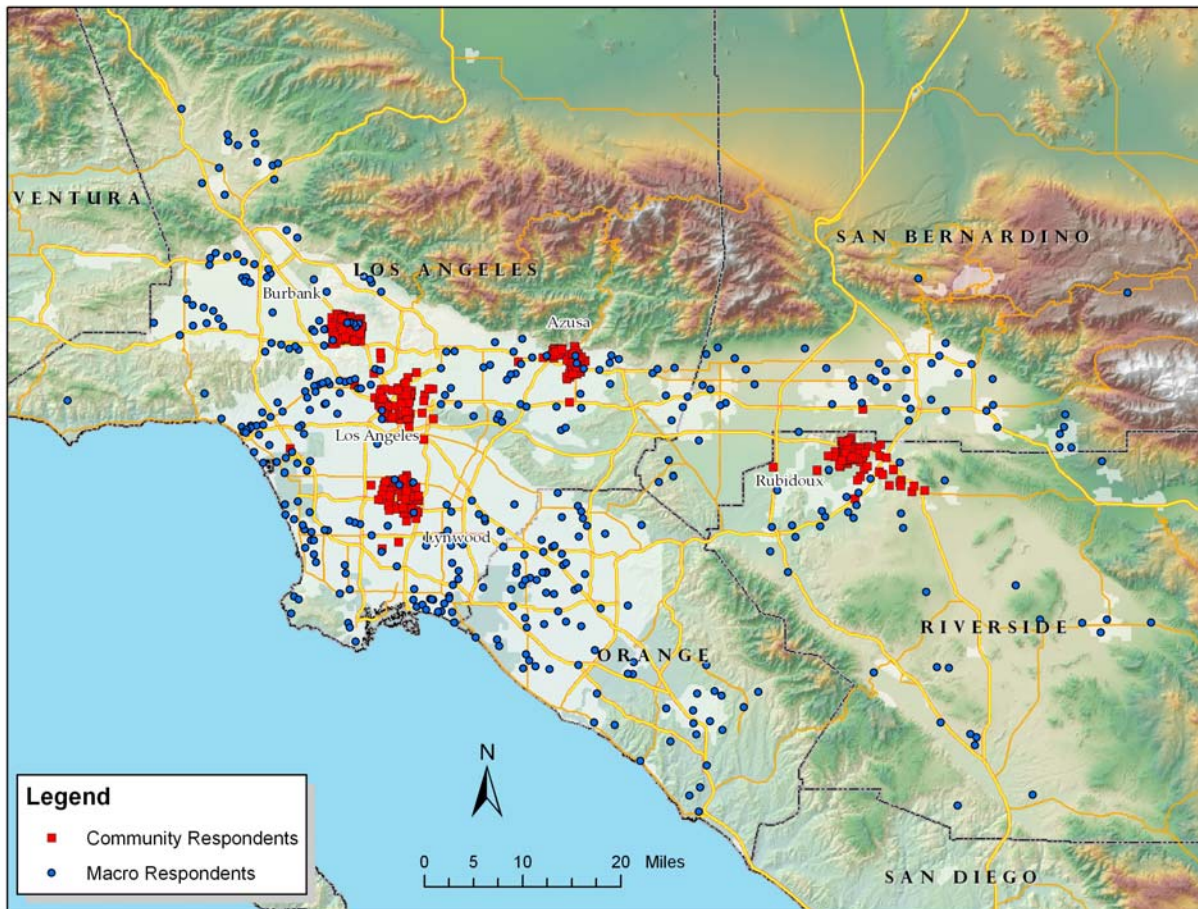 VENTURA
LOS ANGELES
SAN BERNARDINO
Burbank
Azusa
Los Angeles
Rubidoux
Lynwood
RIVERSIDE
ORANGE
SAN DIEGO
N
0 5 10 20 Miles
Legend
Community Respondents
Macro Respondents